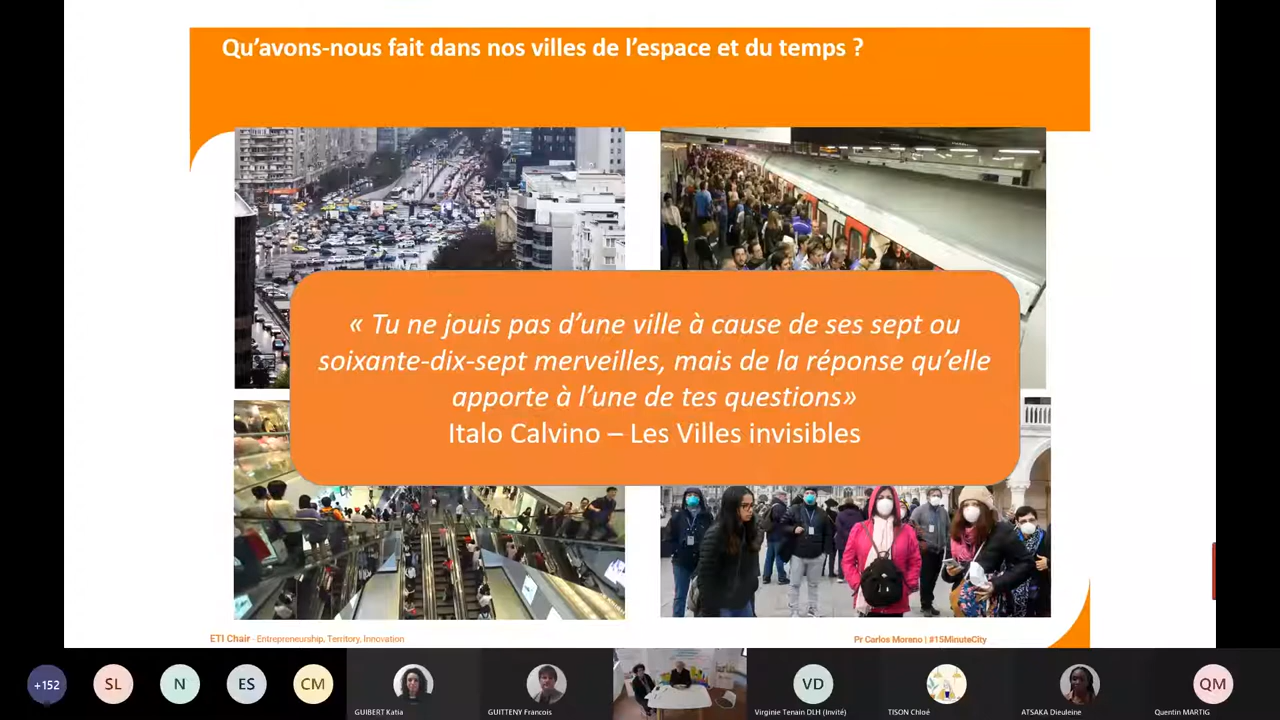 Qu’avons-nous fait dans nos villes de l’espace et du temps ?
« Tu ne jouis pas d’une ville à cause de ses sept ou
soixante-dix-sept merveilles, mais de la réponse qu’elle
apporte à l’une de tes questions»
Italo Calvino – Les Villes invisibles
ETI Chair - Entrepreneurship, Territory, Innovation
Pr Carlos Moreno | #15MinuteCity
+152
SL
N
ES
CM
GUIBERT Katia
GUITTENY Francois
VD
Virginie Tenain DLH (Invité)
TISON Chloé
ATSAKA Dieuleine
QM
Quentin MARTIG